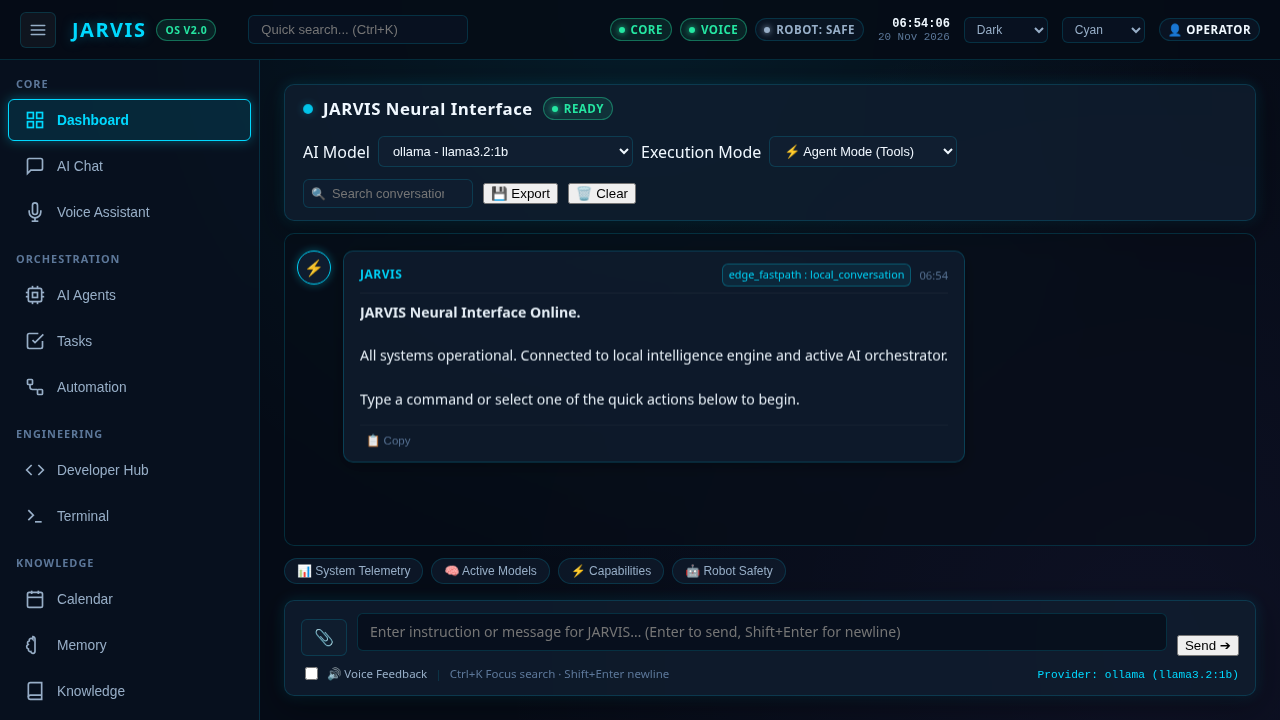 JARVIS
OS V2.0
Quick search... (Ctrl+K)
CORE
VOICE
ROBOT: SAFE
06:54:06
20 Nov 2026
Dark
Cyan
👤 OPERATOR
CORE
Dashboard
AI Chat
Voice Assistant
ORCHESTRATION
AI Agents
Tasks
Automation
ENGINEERING
Developer Hub
Terminal
KNOWLEDGE
Calendar
Memory
Knowledge
JARVIS Neural Interface
READY
AI Model
ollama - llama3.2:1b
Execution Mode
⚡ Agent Mode (Tools)
🔍 Search conversation
💾 Export
🗑️ Clear
JARVIS
edge_fastpath : local_conversation
06:54
JARVIS Neural Interface Online.
All systems operational. Connected to local intelligence engine and active AI orchestrator.
Type a command or select one of the quick actions below to begin.
📋 Copy
📊 System Telemetry
🧠 Active Models
⚡ Capabilities
🤖 Robot Safety
Enter instruction or message for JARVIS... (Enter to send, Shift+Enter for newline)
Send ➔
🔊 Voice Feedback
|
Ctrl+K Focus search · Shift+Enter newline
Provider: ollama (llama3.2:1b)